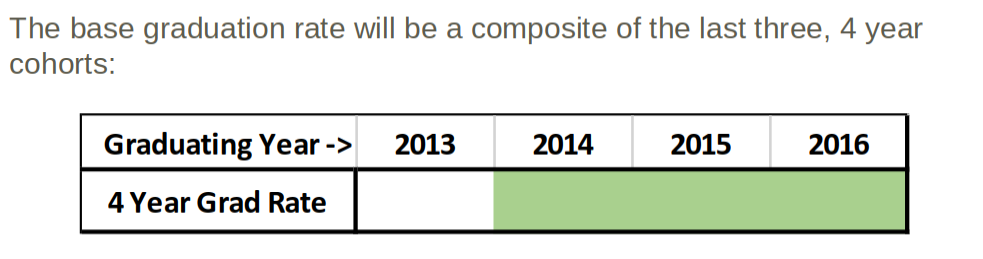 The base graduation rate will be a composite of the last three, 4 year
cohorts:
Graduating Year -> 2013 2014 2015 2016
4 Year Grad Rate